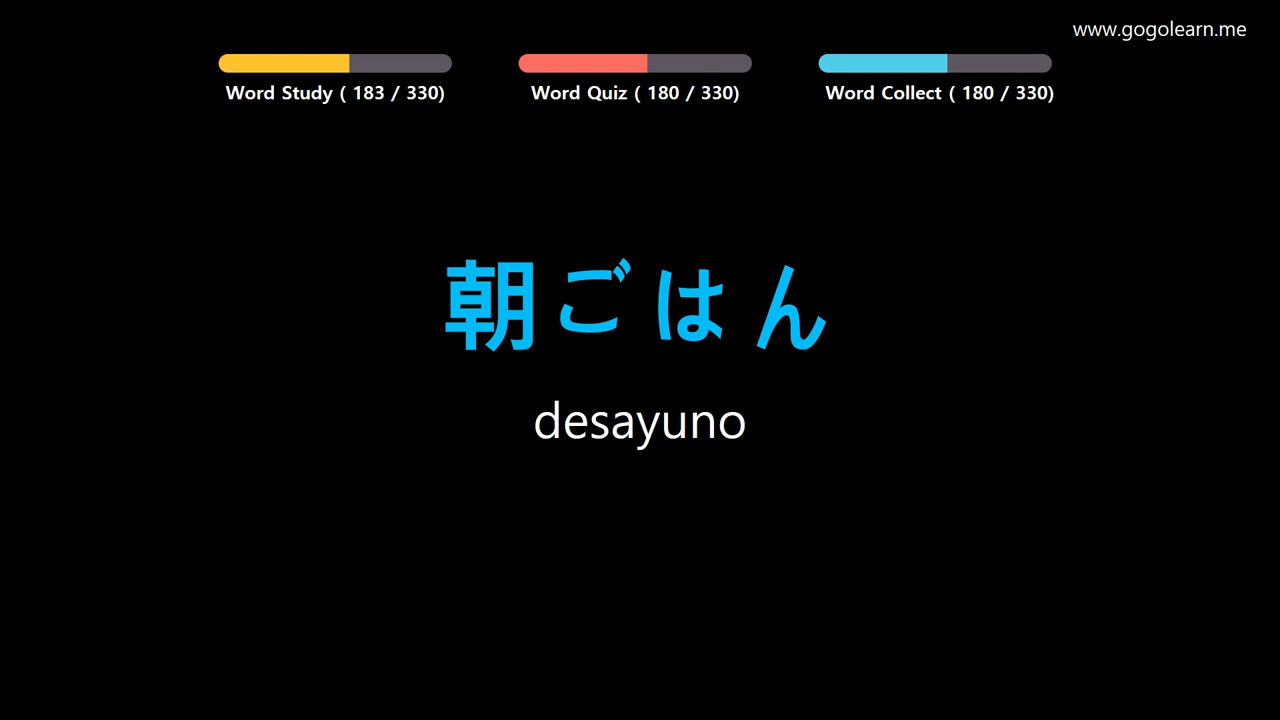 www.gogolearn.me
Word Study ( 183 / 330)
Word Quiz ( 180 / 330)
Word Collect ( 180 / 330)
朝ごはん
desayuno